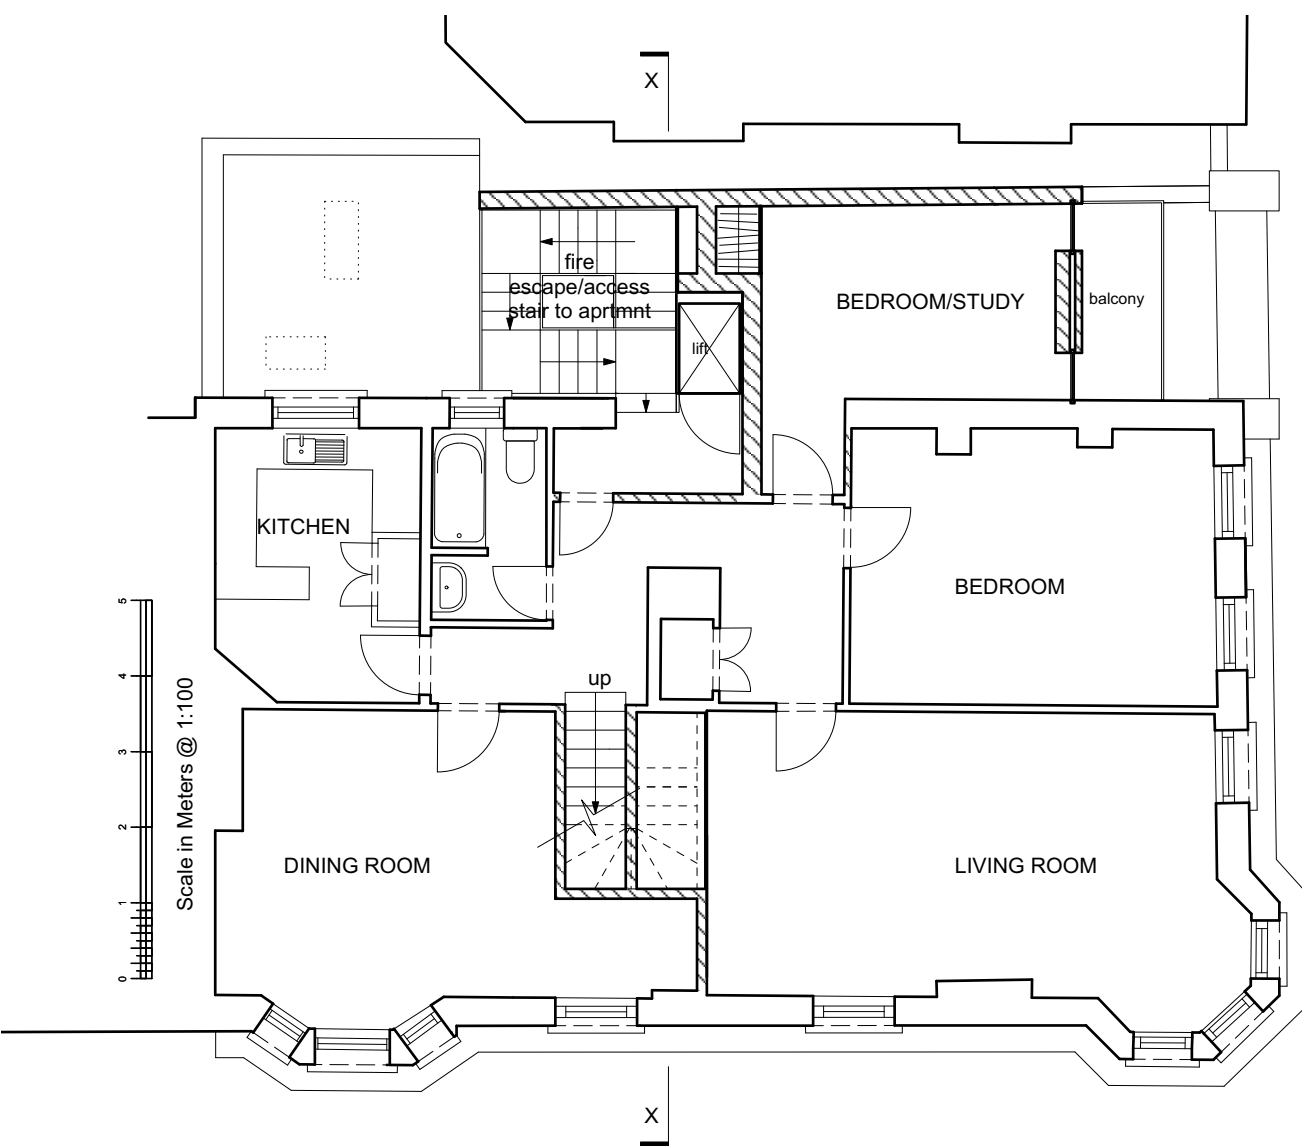 X
fire
escape/access
stair to aprtmnt
lift
BEDROOM/STUDY
balcony
KITCHEN
BEDROOM
up
5
4
3
2
1
0
Scale in Meters @ 1:100
DINING ROOM
LIVING ROOM
X